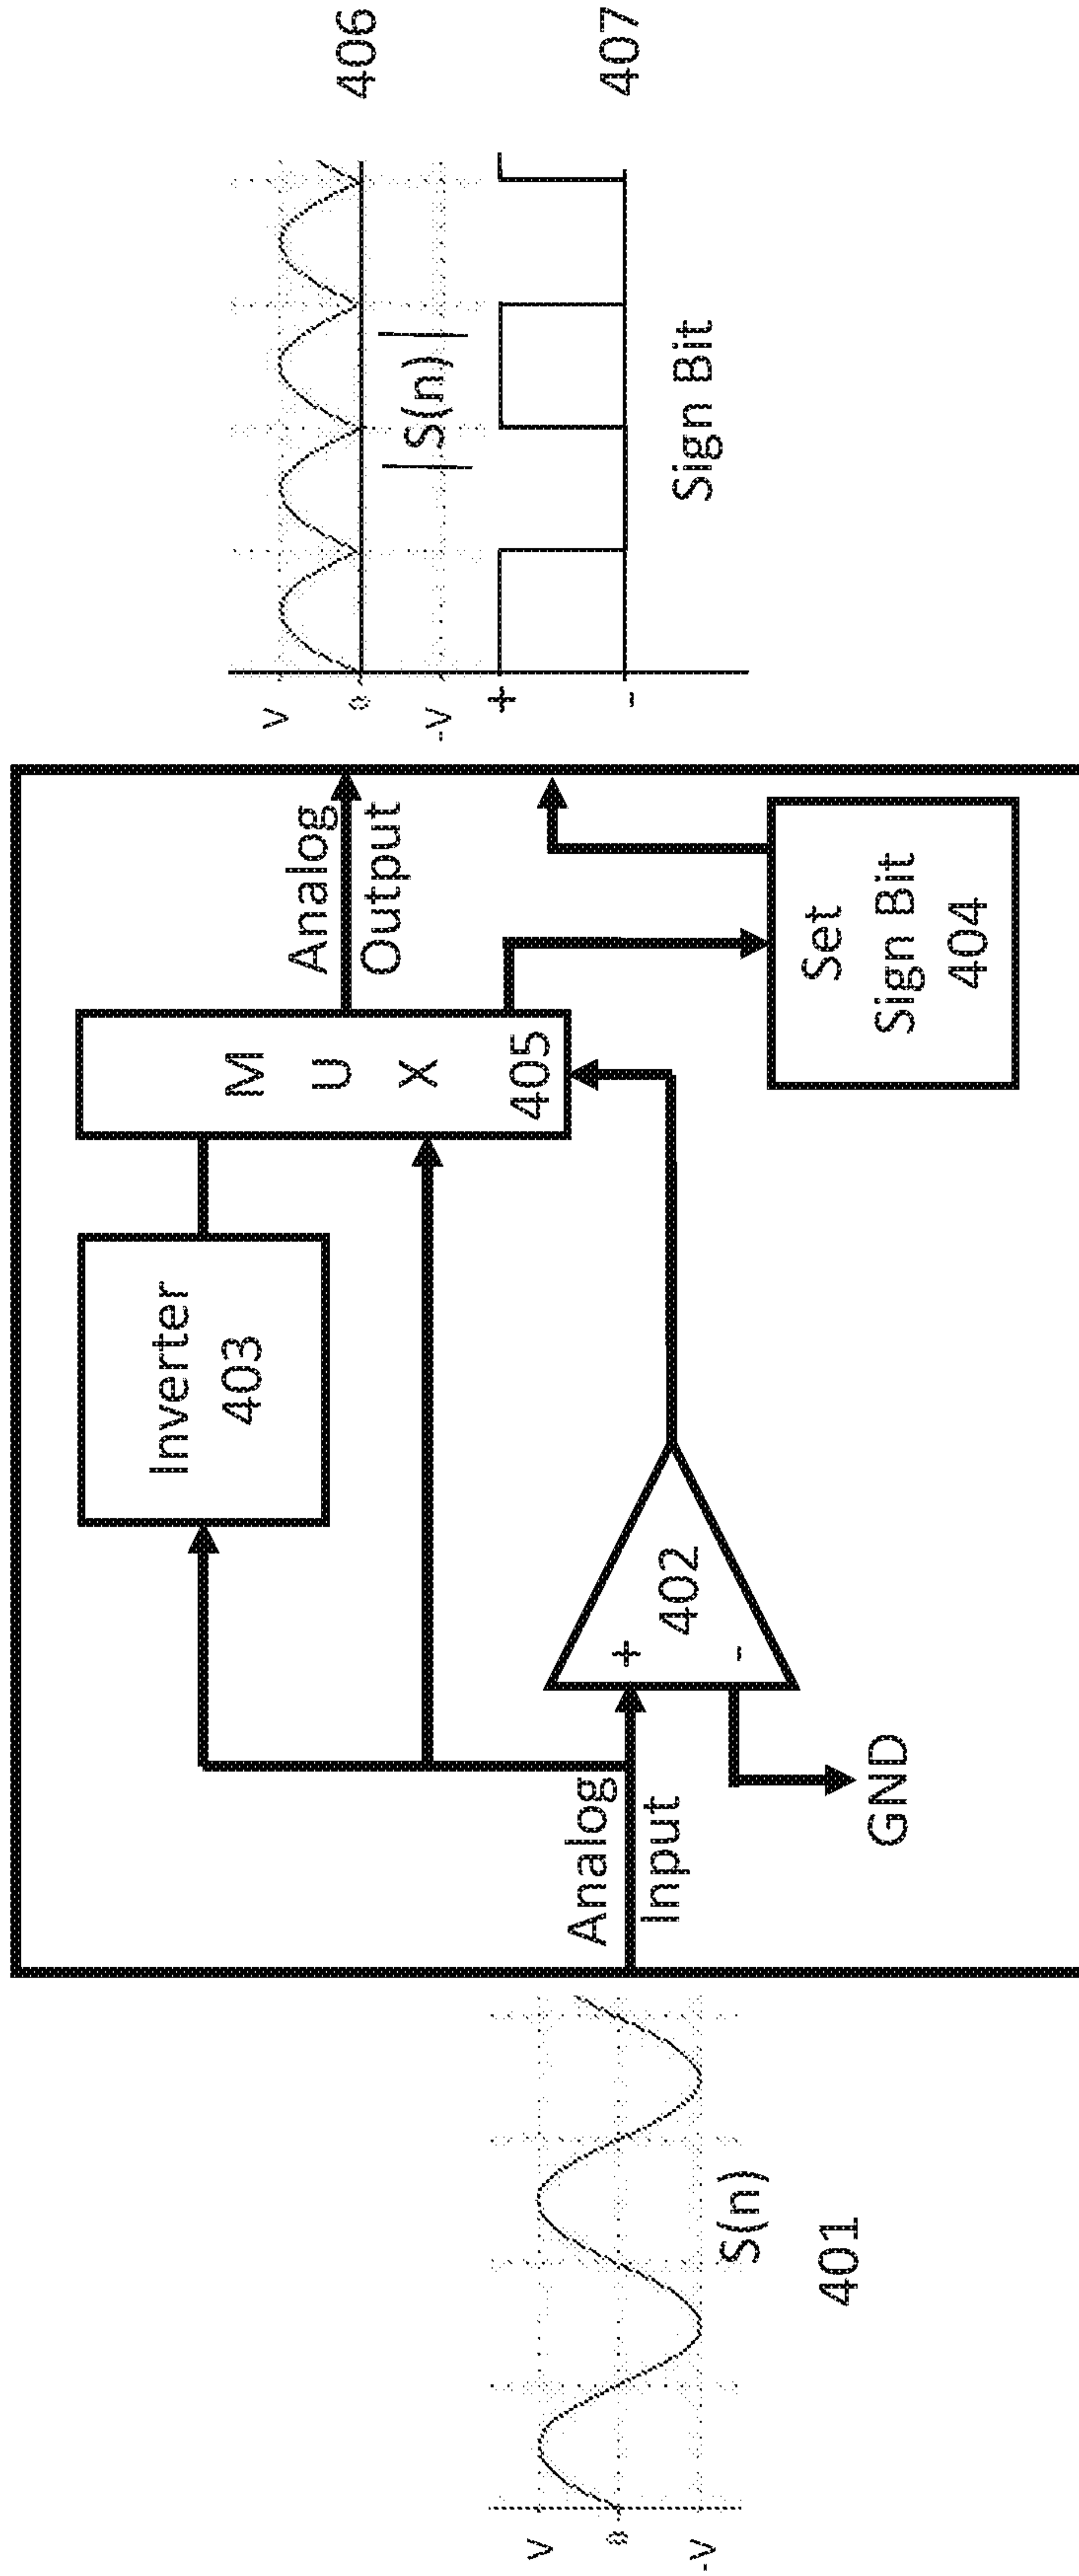 V
0
-V
S(n)
401
Analog
Input
GND
+
-
402
Inverter
403
M
U
X
405
Analog
Output
Set
Sign Bit
404
V
0
-V
|S(n)|
+
-
Sign Bit
406
407